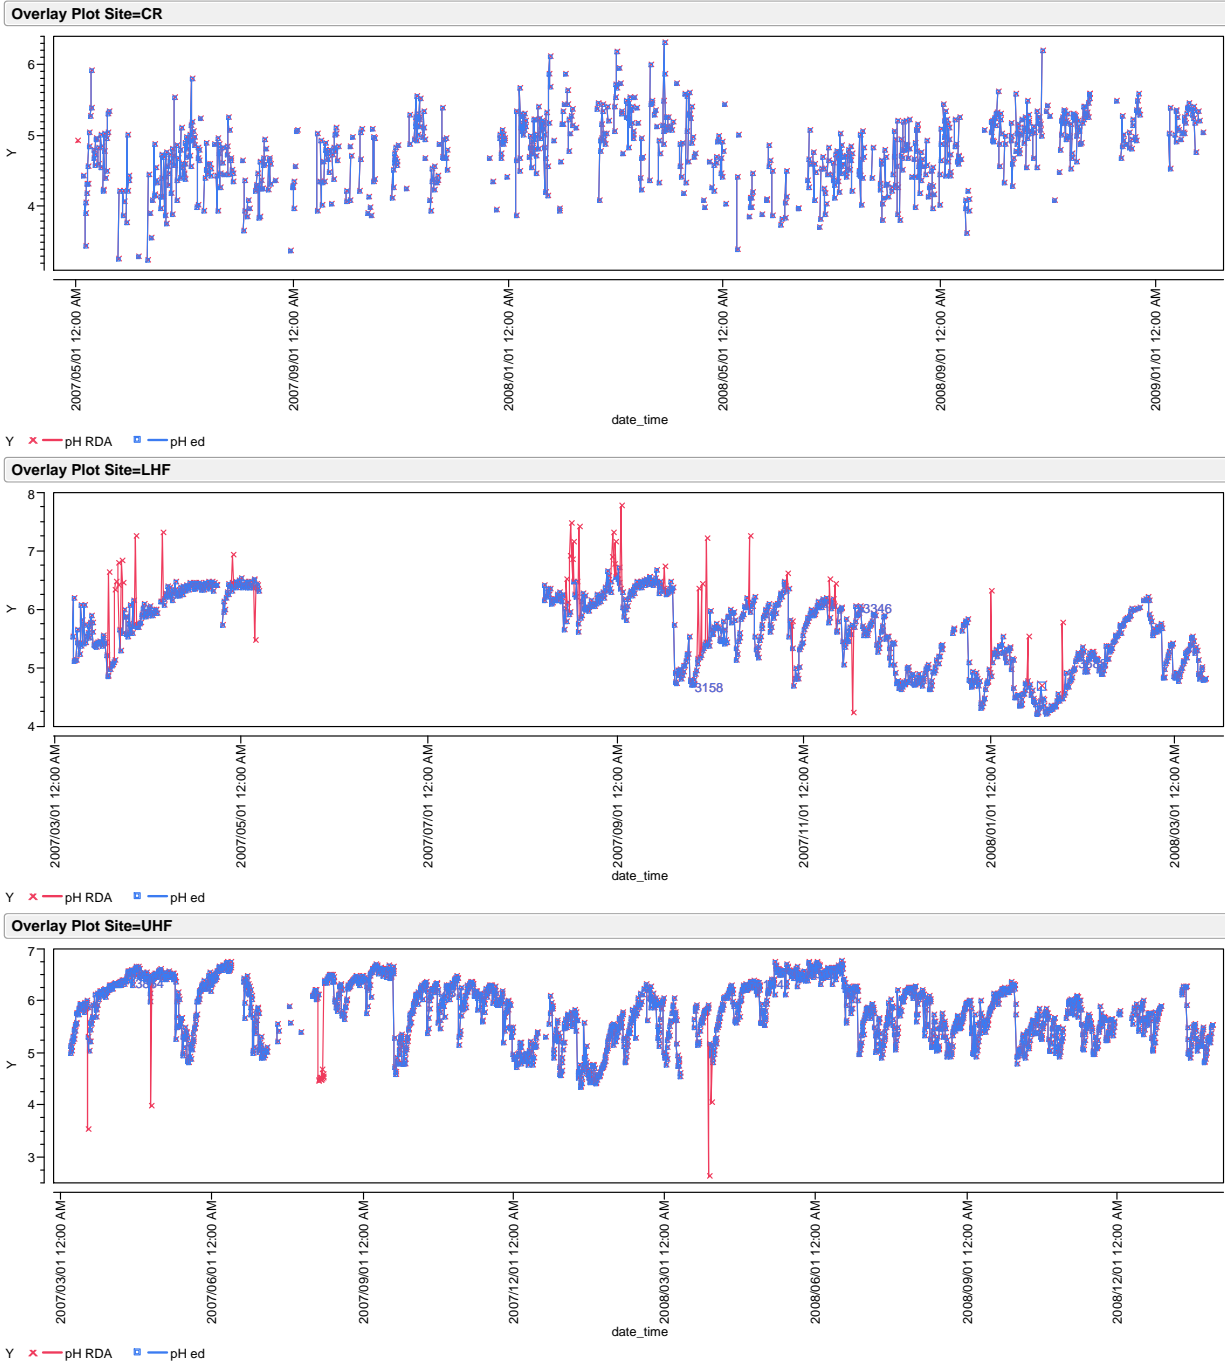 Overlay Plot Site=CR
6
5
4
Y
2007/05/01 12:00 AM
2007/09/01 12:00 AM
2008/01/01 12:00 AM
2008/05/01 12:00 AM
2008/09/01 12:00 AM
2009/01/01 12:00 AM
date_time
Y pH RDA pH ed
Overlay Plot Site=LHF
8
7
6
5
4
Y
3158
3346
2007/03/01 12:00 AM
2007/05/01 12:00 AM
2007/07/01 12:00 AM
2007/09/01 12:00 AM
2007/11/01 12:00 AM
2008/01/01 12:00 AM
2008/03/01 12:00 AM
date_time
Y pH RDA pH ed
Overlay Plot Site=UHF
7
6
5
4
3
Y
2007/03/01 12:00 AM
2007/06/01 12:00 AM
2007/09/01 12:00 AM
2007/12/01 12:00 AM
2008/03/01 12:00 AM
2008/06/01 12:00 AM
2008/09/01 12:00 AM
2008/12/01 12:00 AM
date_time
Y pH RDA pH ed